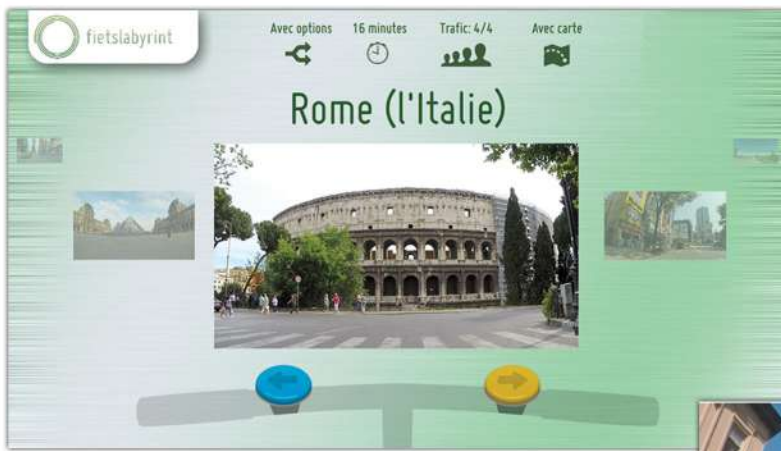 fietslabyrint
Avec options
16 minutes
Trafic: 4/4
Avec carte
Rome (l'Italie)